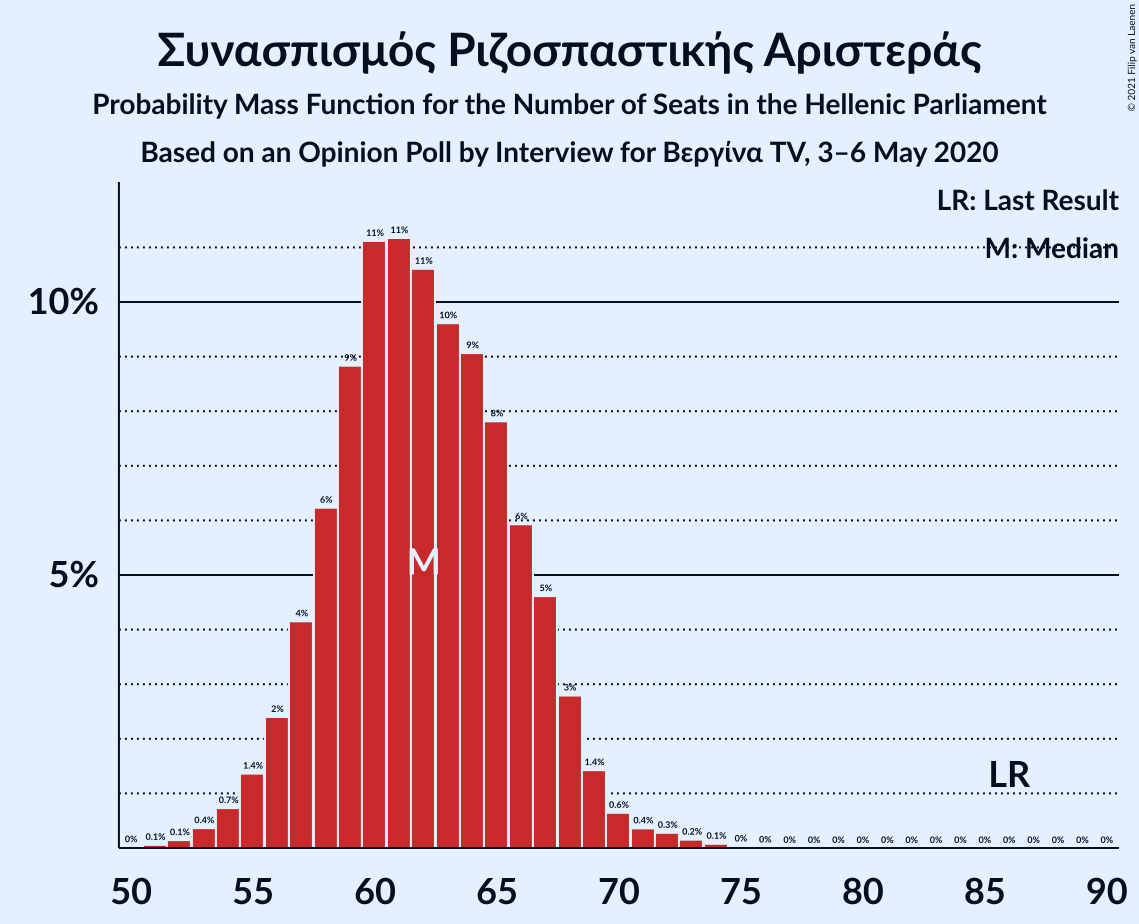 Συνασπισμός Ριζοσπαστικής Αριστεράς
Probability Mass Function for the Number of Seats in the Hellenic Parliament
Based on an Opinion Poll by Interview for Βεργίνα TV, 3–6 May 2020
© 2021 Filip van Laenen
LR: Last Result
M: Median
10%
5%
0% 0.1% 0.1% 0.4% 0.7% 1.4% 2% 4% 6% 9% 11% 11% 11% 10% 9% 8% 6% 5% 3% 1.4% 0.6% 0.4% 0.3% 0.2% 0.1% 0% 0% 0% 0% 0% 0% 0% 0% 0% 0% 0% 0% 0% 0% 0% 0%
M
LR
50 55 60 65 70 75 80 85 90